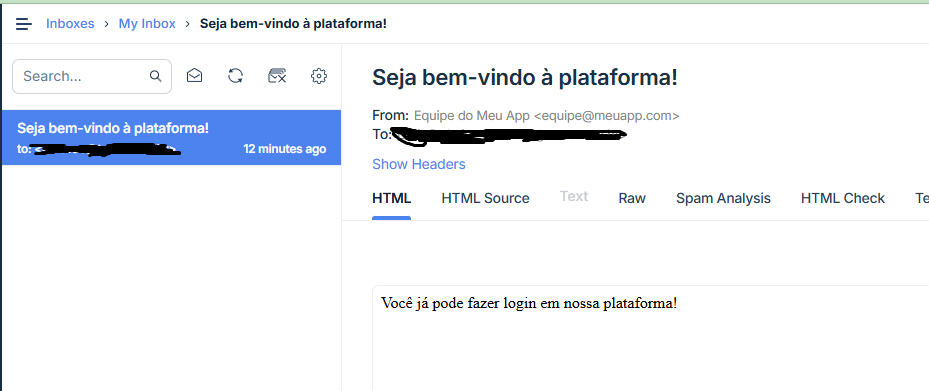 Inboxes › My Inbox › Seja bem-vindo à plataforma!
Search...
Seja bem-vindo à plataforma!
to:
12 minutes ago
Seja bem-vindo à plataforma!
From: Equipe do Meu App <equipe@meuapp.com>
To:
Show Headers
HTML HTML Source Text Raw Spam Analysis HTML Check Te
Você já pode fazer login em nossa plataforma!